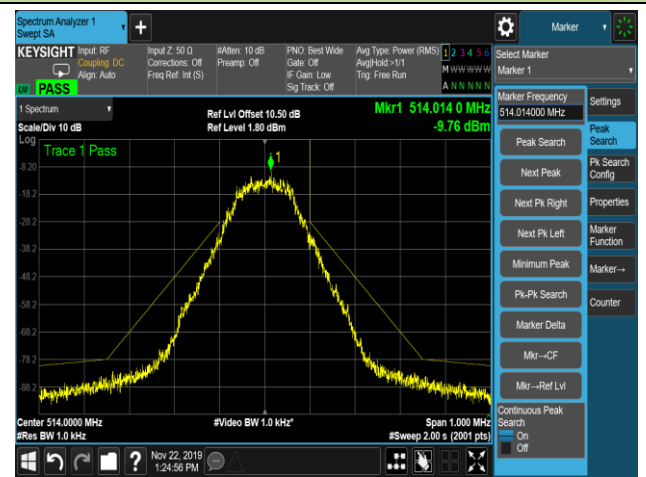 Spectrum Analyzer 1
Swept SA
Marker
KEYSIGHT
Input: RF
Coupling: DC
Align: Auto
Input Z: 50 Ω
Corrections: Off
Freq Ref: Int (S)
#Atten: 10 dB
Preamp: Off
PNO: Best Wide
Gate: Off
IF Gain: Low
Sig Track: Off
Avg Type: Power (RMS)
Avg|Hold:>1/1
Trig: Free Run
1 2 3 4 5 6
M W W W W W
A N N N N N
LXI
PASS
Select Marker
Marker 1
1 Spectrum
Scale/Div 10 dB
Ref Lvl Offset 10.50 dB
Ref Level 1.80 dBm
Mkr1 514.014 0 MHz
-9.76 dBm
Log
Trace 1 Pass
1
-8.20
-18.2
-28.2
-38.2
-48.2
-58.2
-68.2
-78.2
-88.2
Center 514.0000 MHz
#Res BW 1.0 kHz
#Video BW 1.0 kHz*
Span 1.000 MHz
#Sweep 2.00 s (2001 pts)
Marker Frequency
514.014000 MHz
Peak Search
Next Peak
Next Pk Right
Next Pk Left
Minimum Peak
Pk-Pk Search
Marker Delta
Mkr→CF
Mkr→Ref Lvl
Continuous Peak
Search
On
Off
Settings
Peak
Search
Pk Search
Config
Properties
Marker
Function
Marker→
Counter
?
Nov 22, 2019
1:24:56 PM